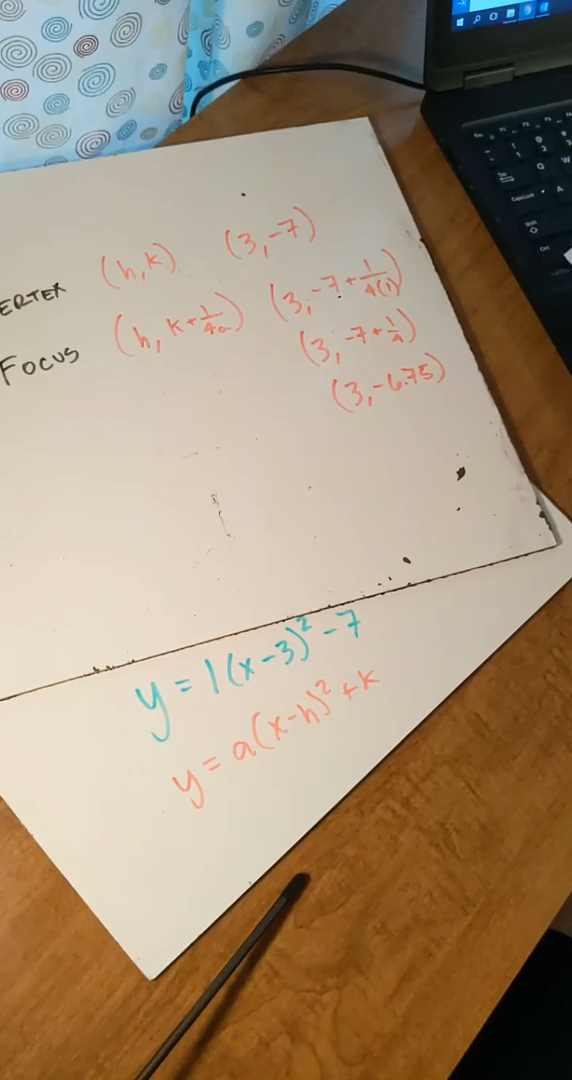 ERTEX (h, k) (3, -7)
FOCUS (h, k + 1/4a) (3, -7 + 1/4(1))
(3, -7 + 1/4)
(3, -6.75)
y = 1(x-3)² - 7
y = a(x-h)² + k